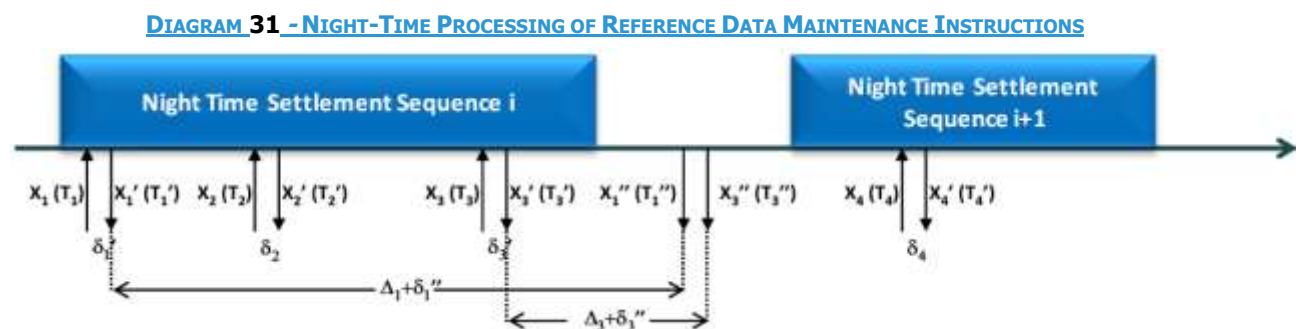 DIAGRAM 31 - NIGHT-TIME PROCESSING OF REFERENCE DATA MAINTENANCE INSTRUCTIONS
Night Time Settlement Sequence i
Night Time Settlement
Sequence i+1
X₁ (T₁) X₁' (T₁') X₂ (T₂) X₂' (T₂') X₃ (T₃) X₃' (T₃') X₁'' (T₁'') X₃'' (T₃'') X₄ (T₄) X₄' (T₄')
δ₁' δ₂ δ₃' δ₄
Δ₁+δ₁''
Δ₃+δ₃''